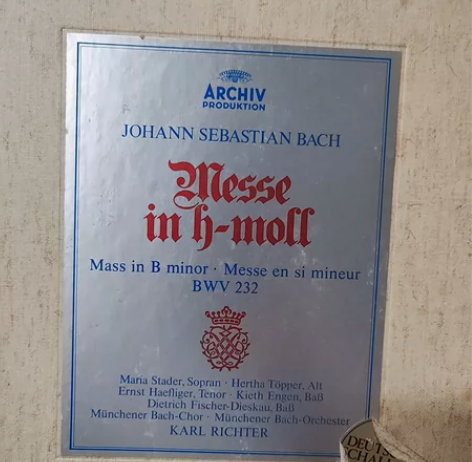 ARCHIV
PRODUKTION
JOHANN SEBASTIAN BACH
Messe
in h-moll
Mass in B minor · Messe en si mineur
BWV 232
Maria Stader, Sopran · Hertha Töpper, Alt
Ernst Haefliger, Tenor · Kieth Engen, Baß
Dietrich Fischer-Dieskau, Baß
Münchener Bach-Chor · Münchener Bach-Orchester
KARL RICHTER